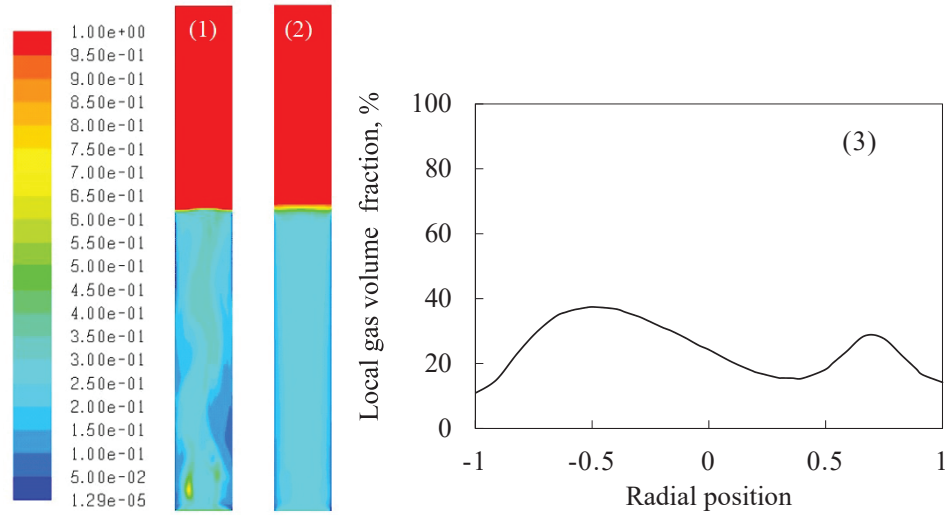 1.00e+00
9.50e-01
9.00e-01
8.50e-01
8.00e-01
7.50e-01
7.00e-01
6.50e-01
6.00e-01
5.50e-01
5.00e-01
4.50e-01
4.00e-01
3.50e-01
3.00e-01
2.50e-01
2.00e-01
1.50e-01
1.00e-01
5.00e-02
1.29e-05
(1)
(2)
Local gas volume fraction, %
100
80
60
40
20
0
(3)
-1
-0.5
0
0.5
1
Radial position